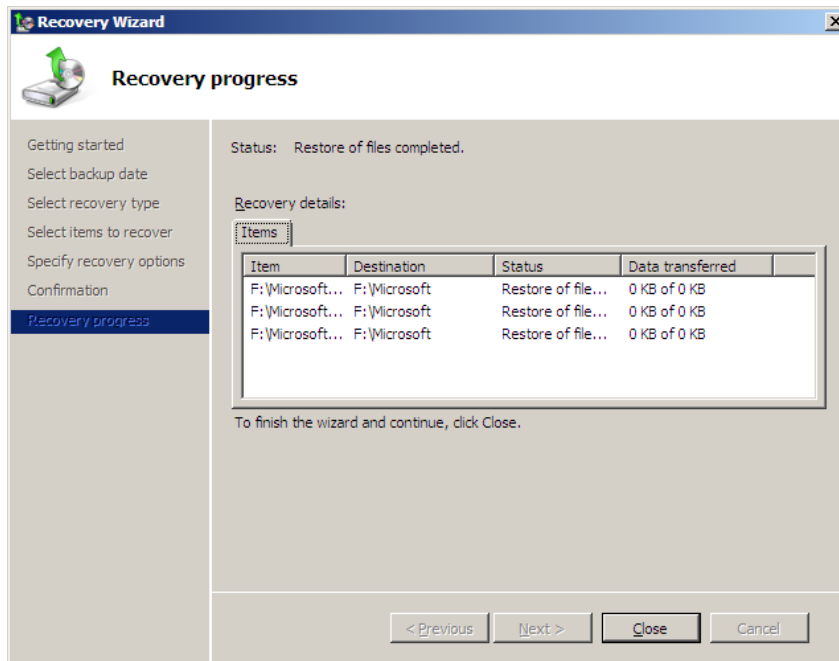 Recovery Wizard
Recovery progress
Getting started
Select backup date
Select recovery type
Select items to recover
Specify recovery options
Confirmation
Recovery progress
Status: Restore of files completed.
Recovery details:
Items
Item Destination Status Data transferred
F:\Microsoft... F:\Microsoft Restore of file... 0 KB of 0 KB
F:\Microsoft... F:\Microsoft Restore of file... 0 KB of 0 KB
F:\Microsoft... F:\Microsoft Restore of file... 0 KB of 0 KB
To finish the wizard and continue, click Close.
< Previous Next > Close Cancel